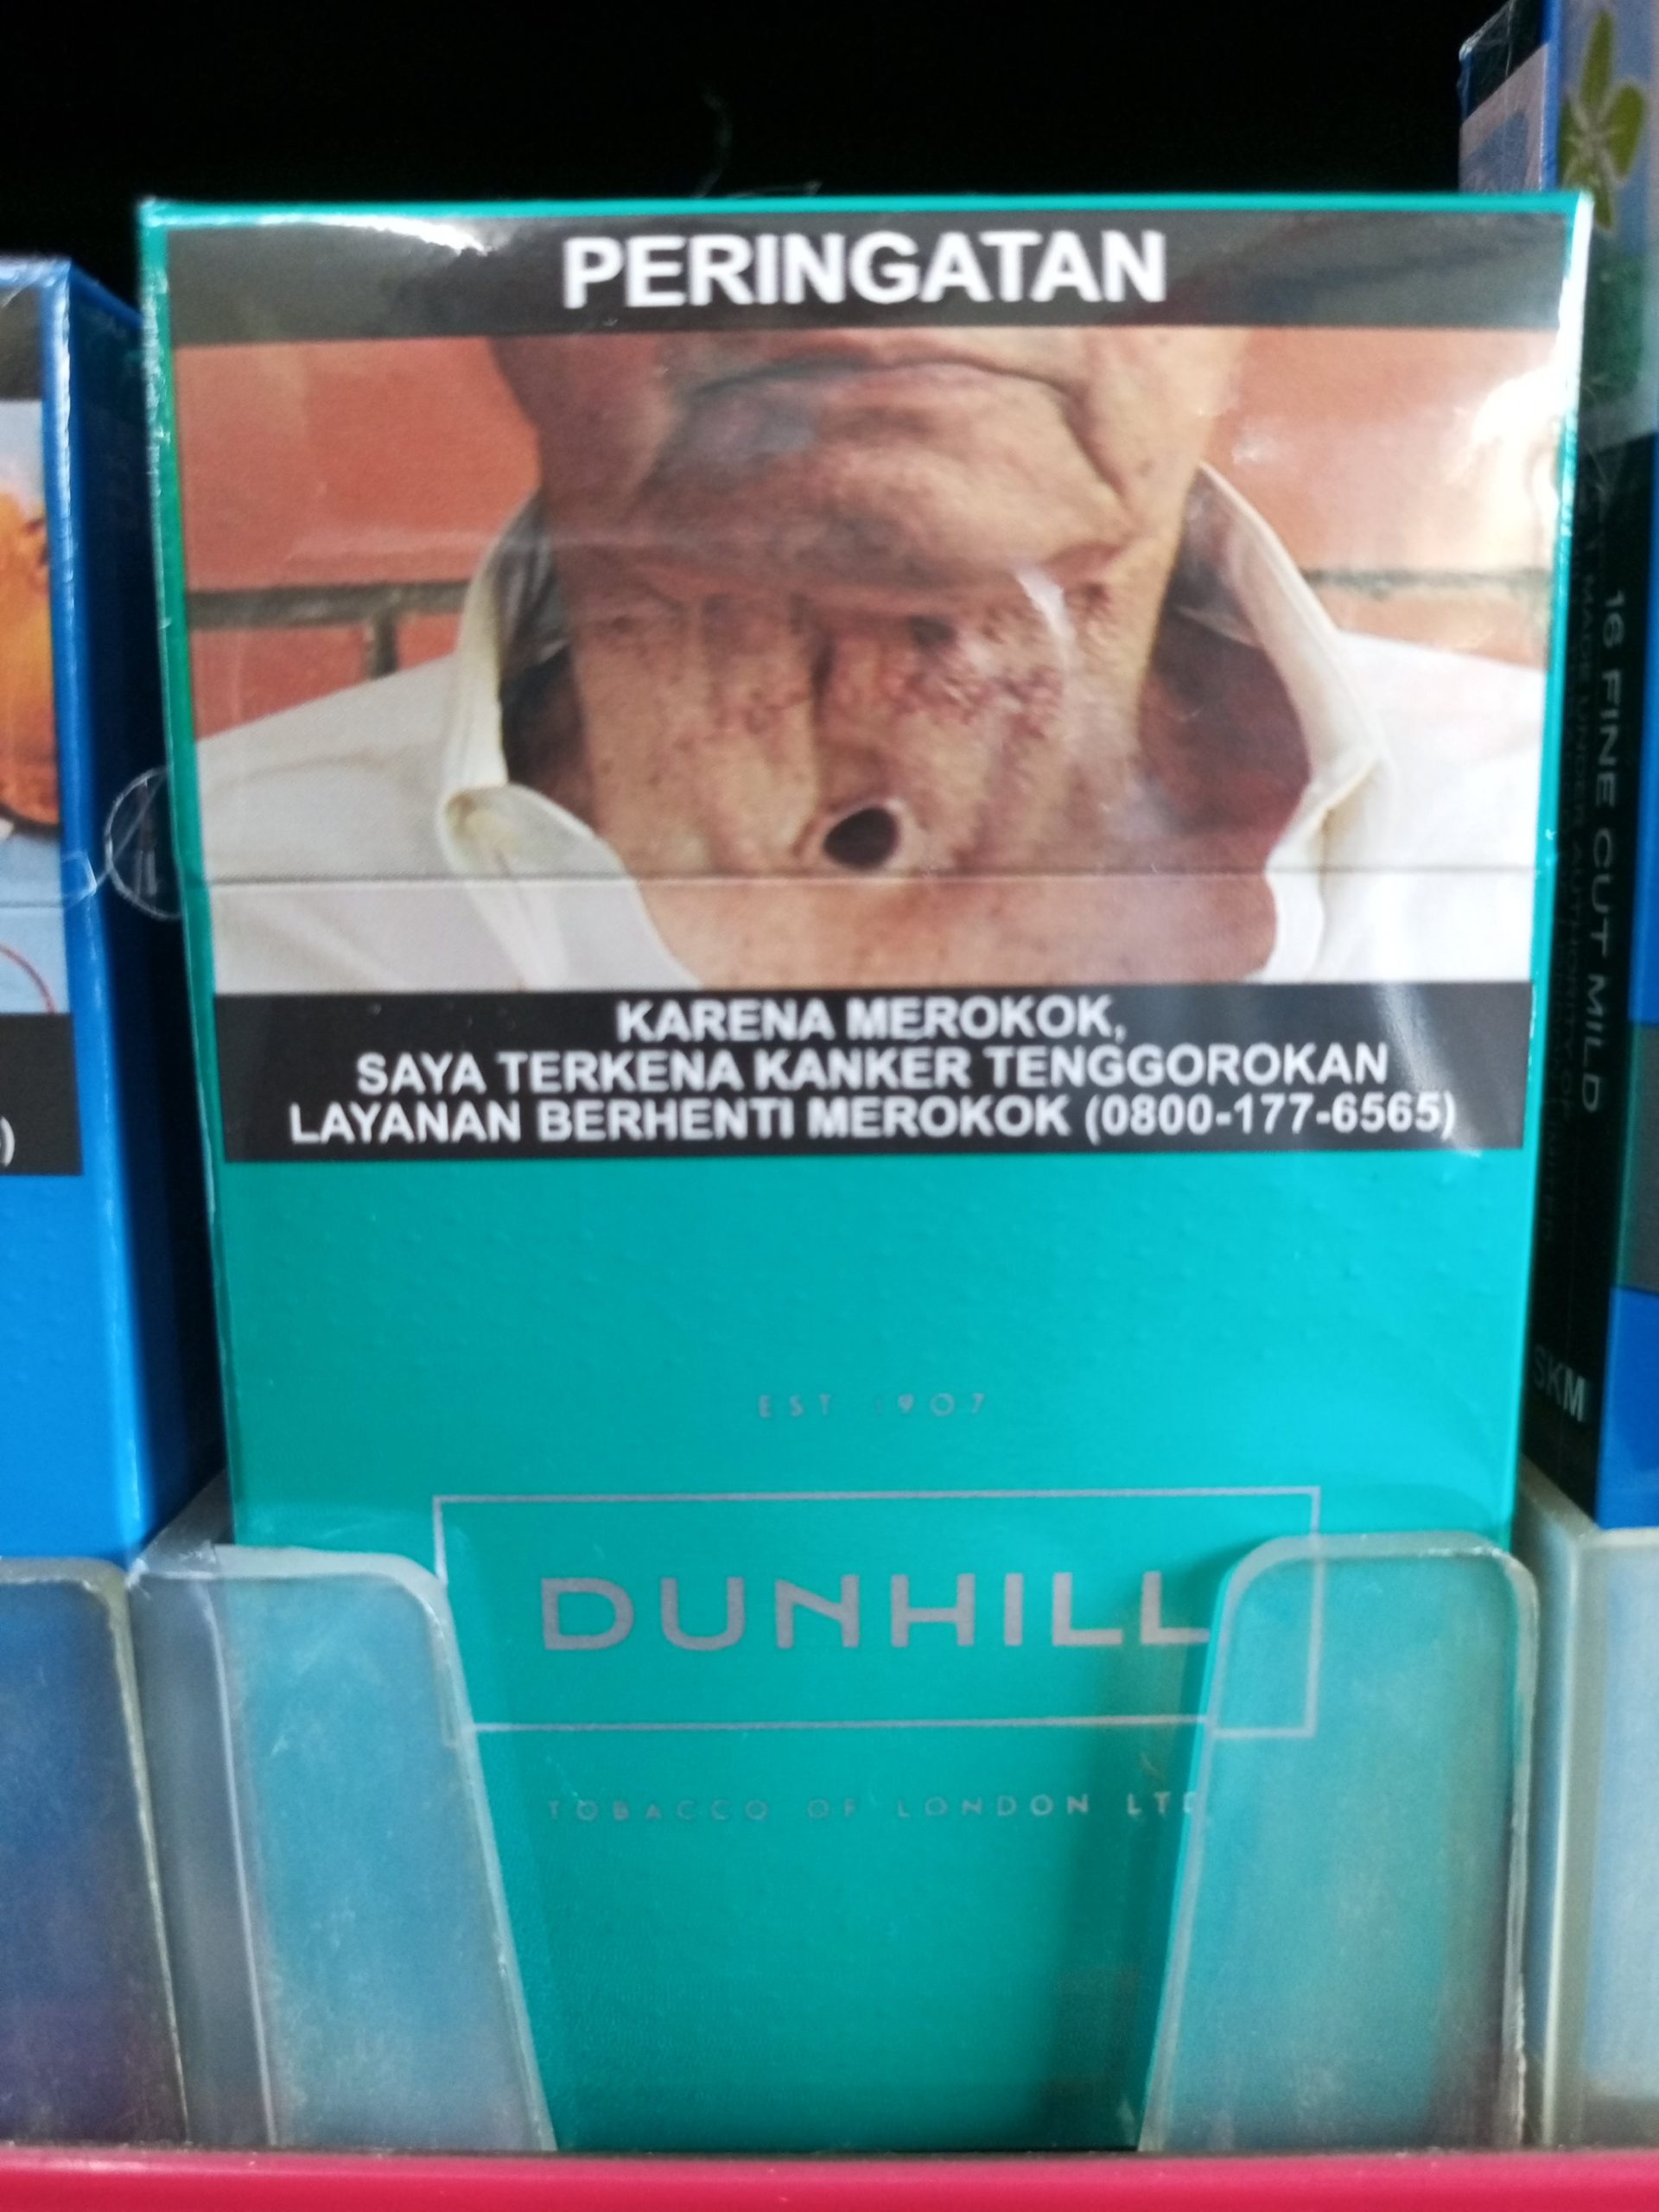 PERINGATAN
KARENA MEROKOK,
SAYA TERKENA KANKER TENGGOROKAN
LAYANAN BERHENTI MEROKOK (0800-177-6565)
EST 1907
DUNHILL
TOBACCO OF LONDON LTD
16 FINE CUT MILD
SKM
)